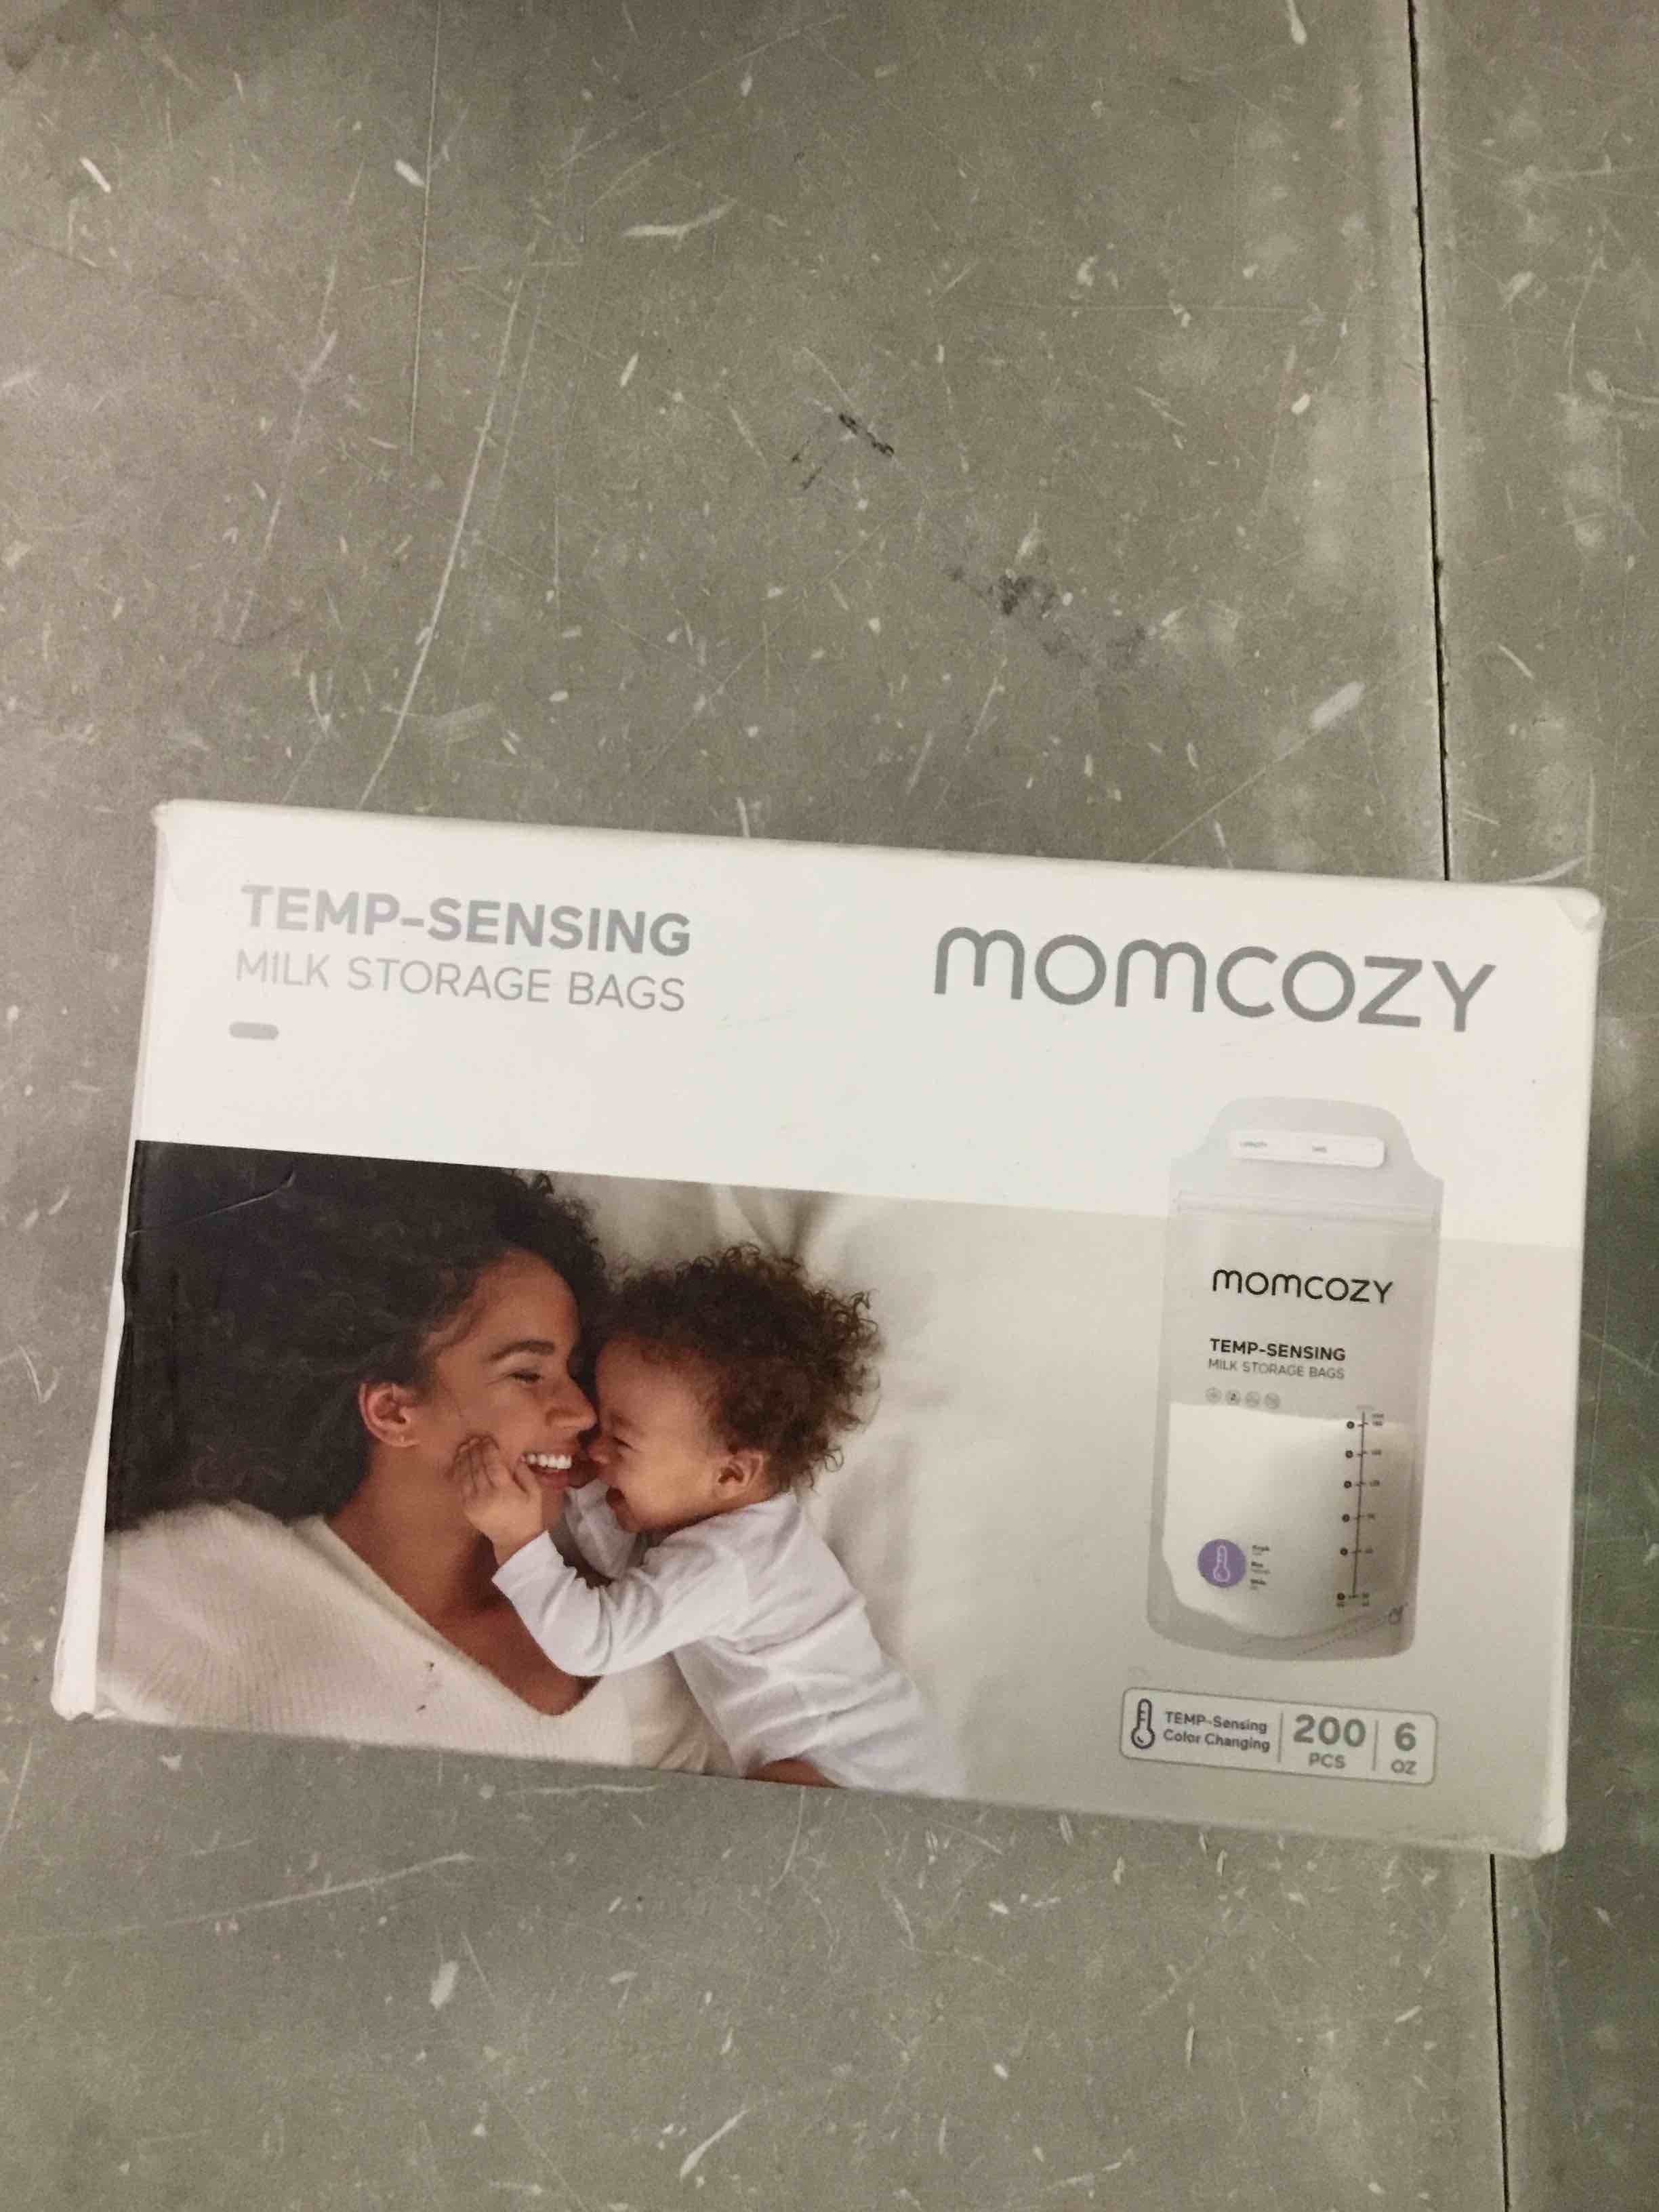 TEMP-SENSING
MILK STORAGE BAGS
momcozy
momcozy
TEMP-SENSING
MILK STORAGE BAGS
TEMP-Sensing
Color Changing
200
PCS
6
OZ